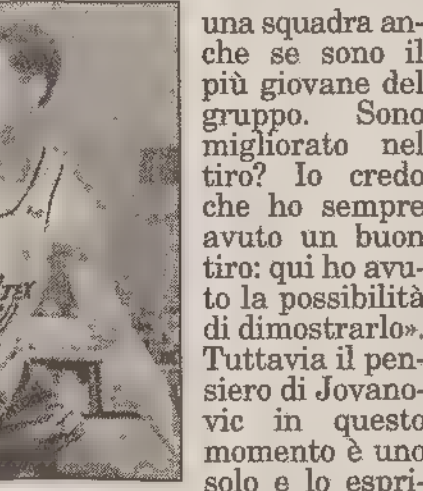 una squadra an-
che se sono il
più giovane del
gruppo. Sono
migliorato nel
tiro? Io credo
che ho sempre
avuto un buon
tiro: qui ho avu-
to la possibilità
di dimostrarlo».
Tuttavia il pen-
siero di Jovano-
vic in questo
momento è uno
solo e lo espri-